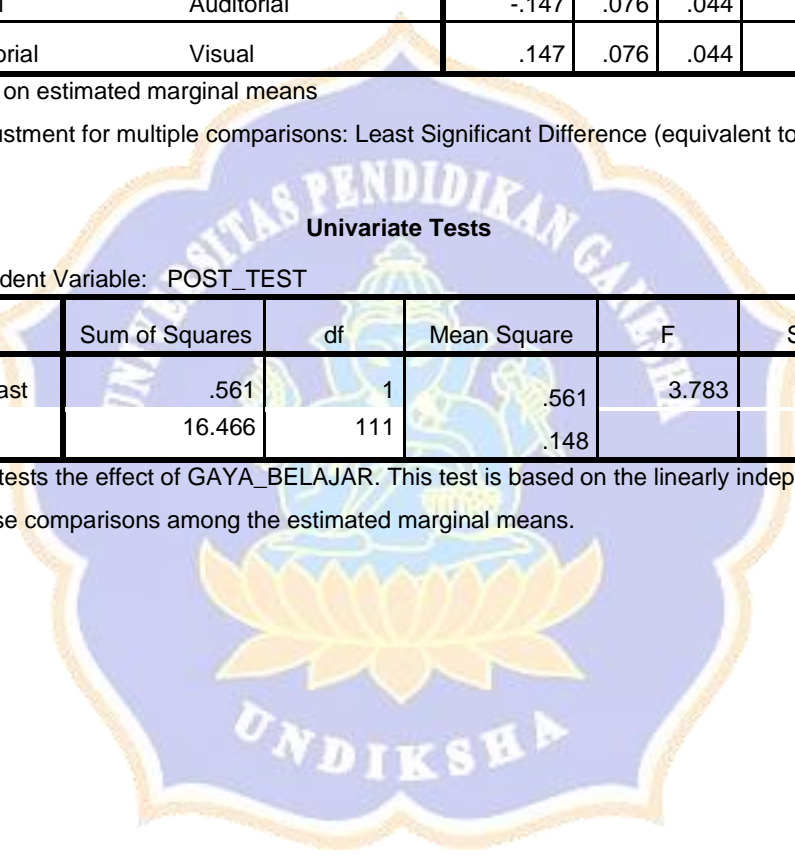 Auditorial -.147 .076 .044
orial Visual .147 .076 .044
on estimated marginal means
ustment for multiple comparisons: Least Significant Difference (equivalent to
UNIVERSITAS PENDIDIKAN GANESHA
Univariate Tests
dent Variable: POST_TEST
Sum of Squares df Mean Square F S
ast .561 1 .561 3.783
16.466 111 .148
tests the effect of GAYA_BELAJAR. This test is based on the linearly indep
se comparisons among the estimated marginal means.
UNDIKSHA